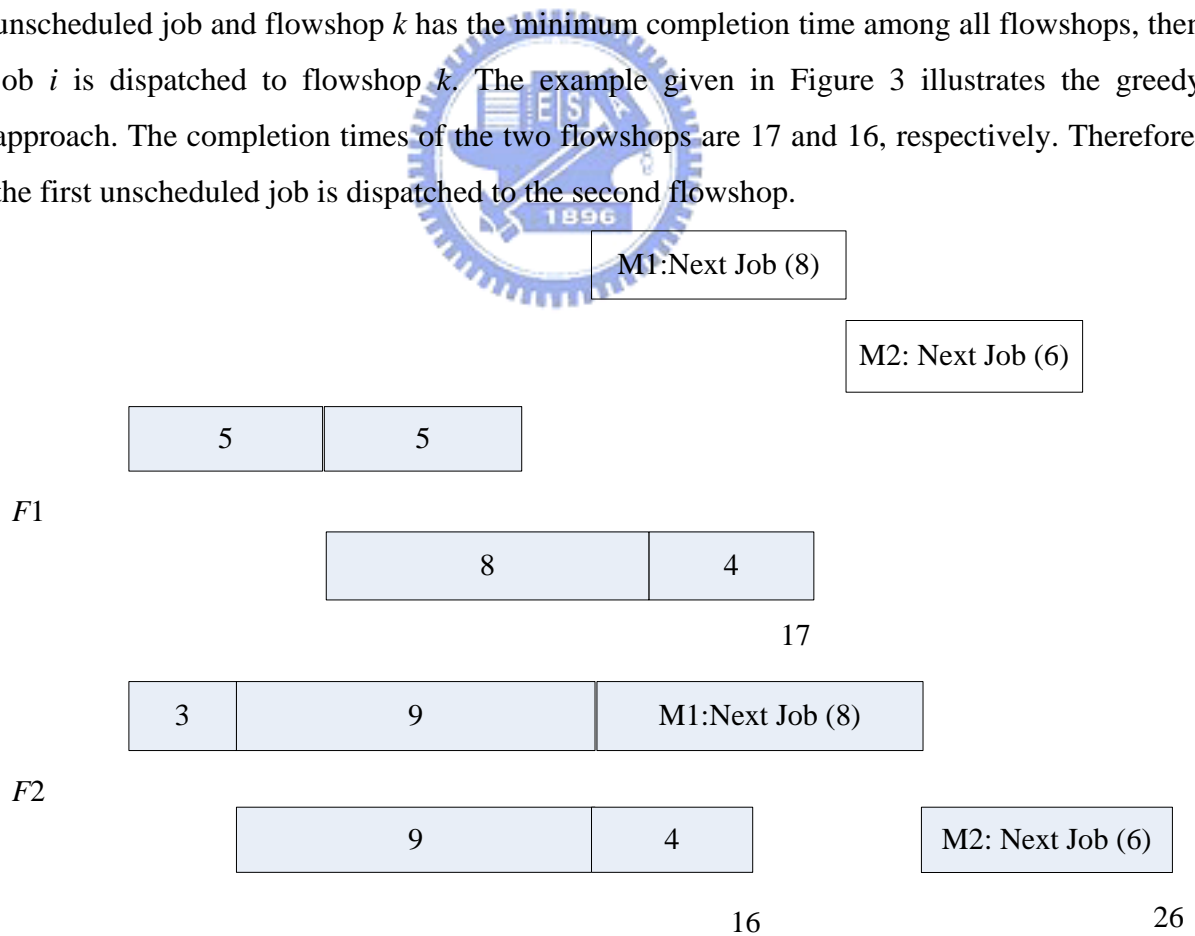 unscheduled job and flowshop k has the minimum completion time among all flowshops, then
job i is dispatched to flowshop k. The example given in Figure 3 illustrates the greedy
approach. The completion times of the two flowshops are 17 and 16, respectively. Therefore
the first unscheduled job is dispatched to the second flowshop.
ES A
1896
M1:Next Job (8)
M2: Next Job (6)
5 5
F1
8 4
17
3 9 M1:Next Job (8)
F2
9 4 M2: Next Job (6)
16 26